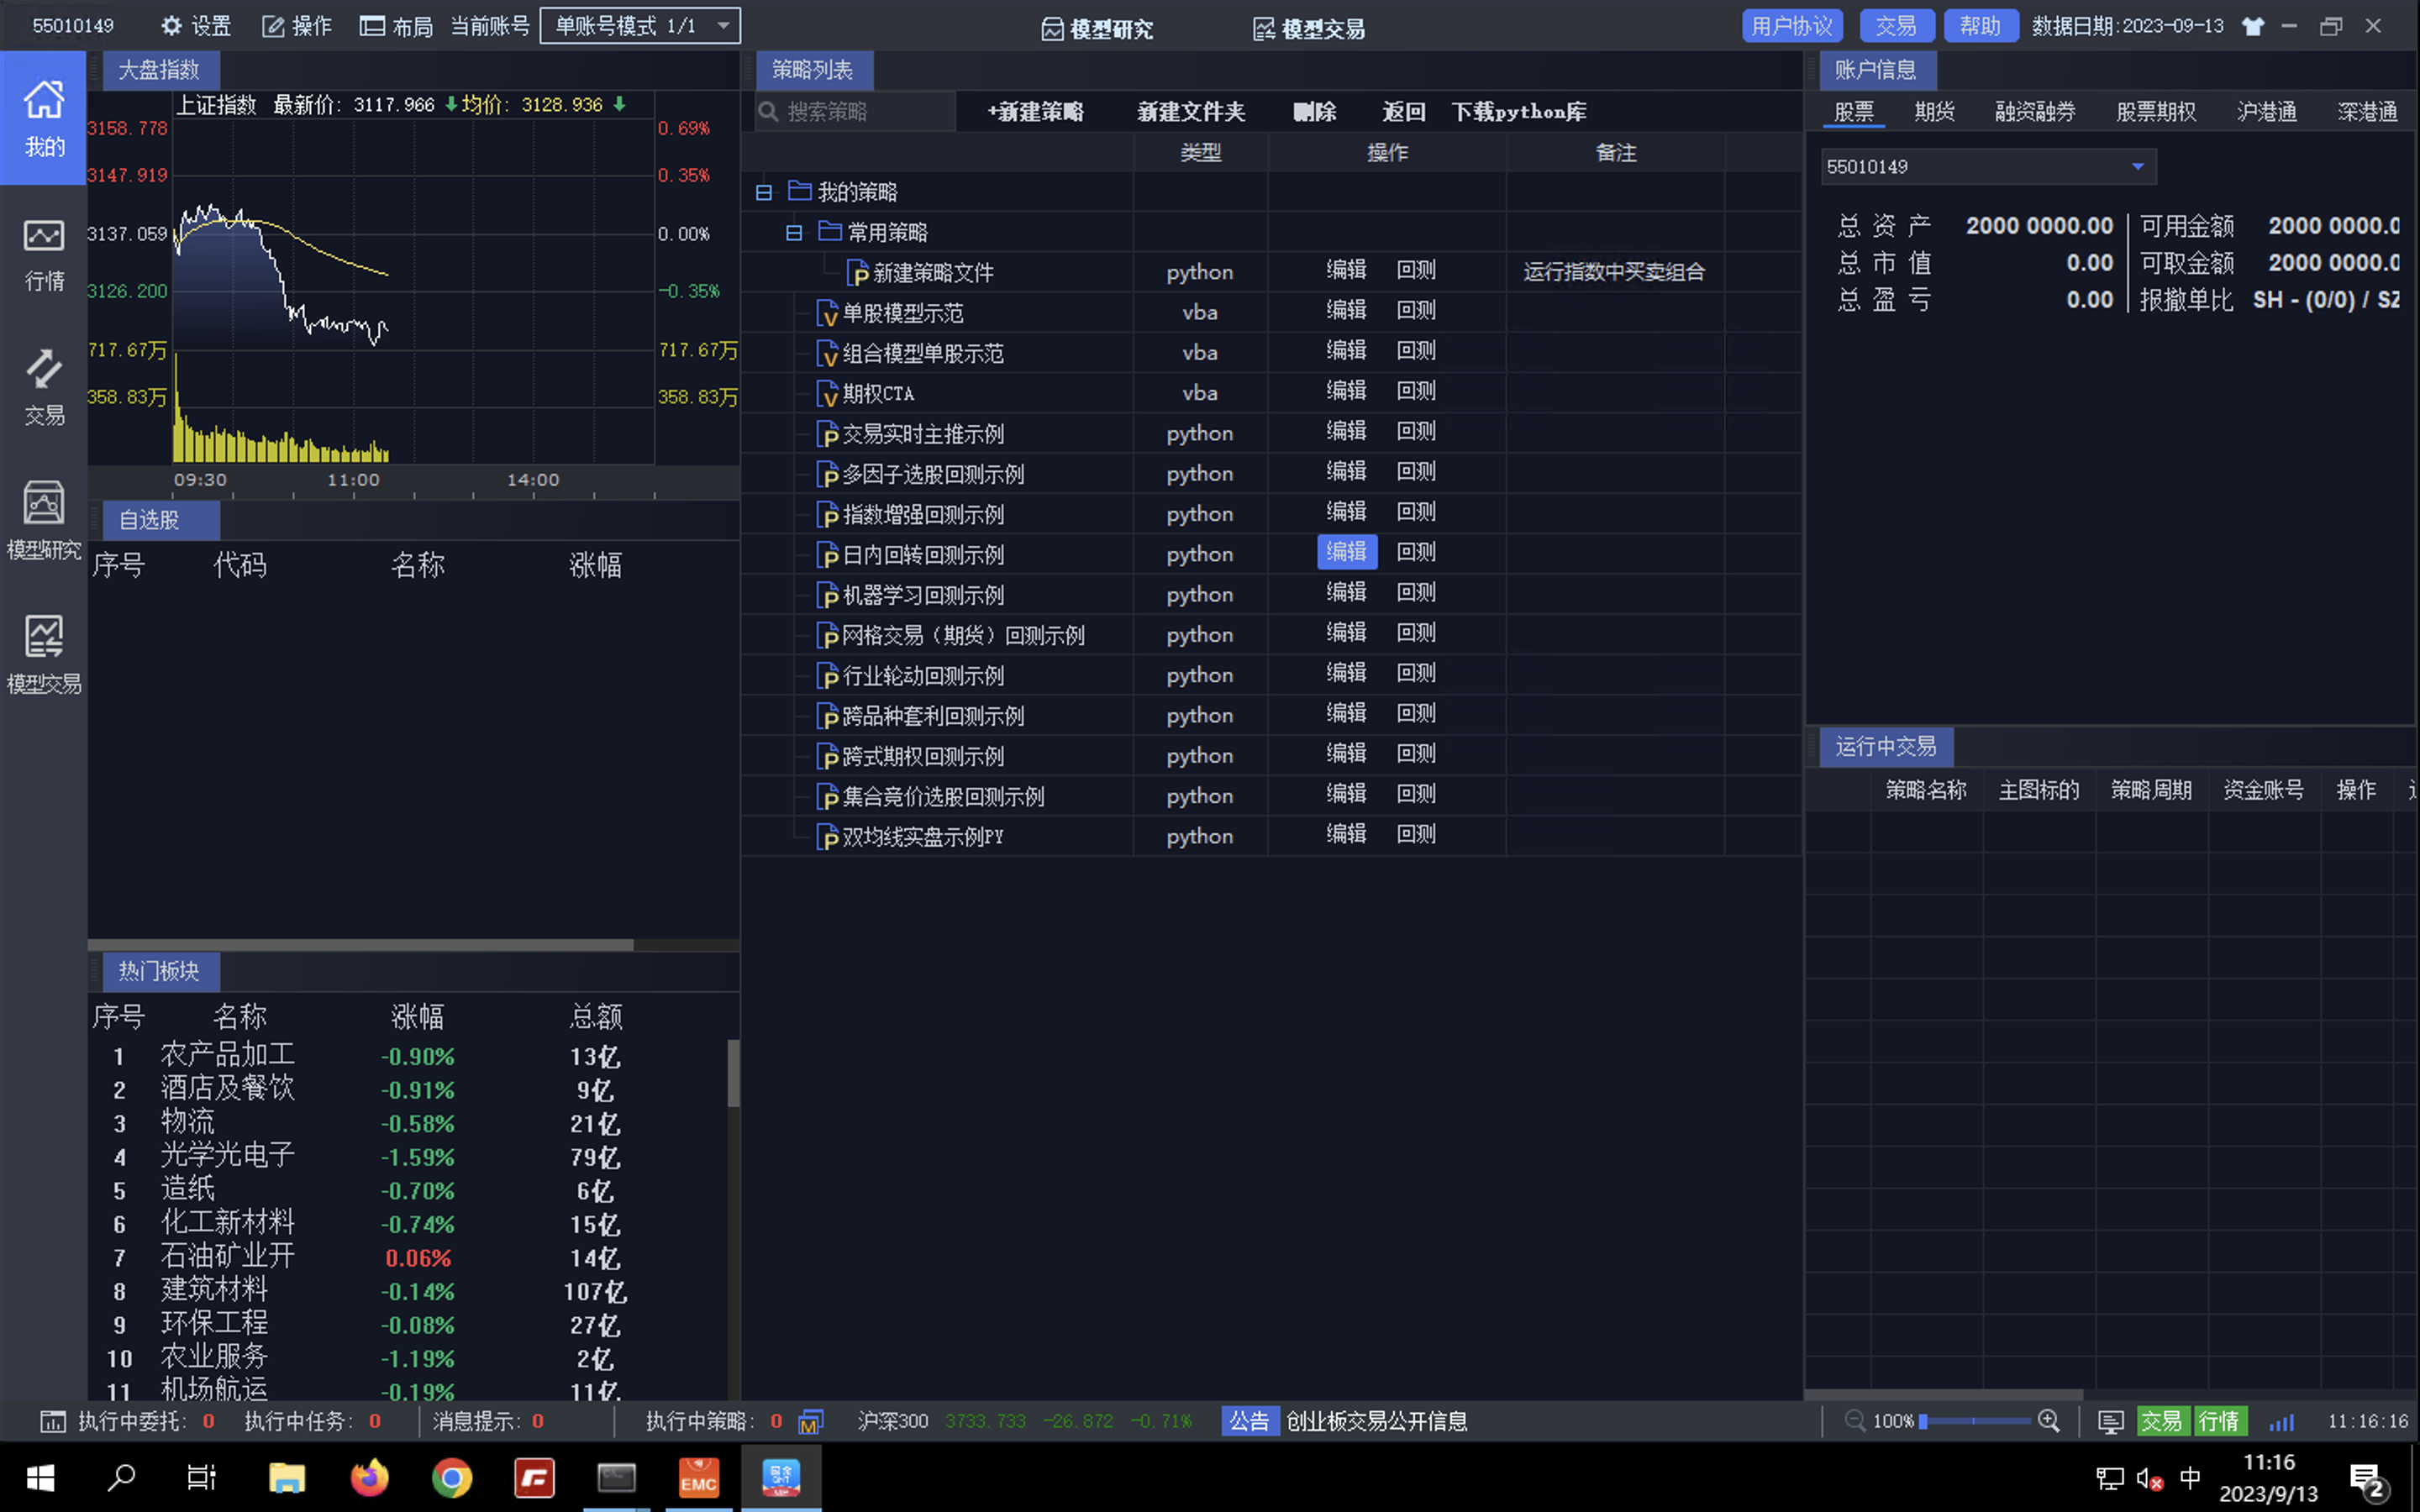 55010149 设置 操作 布局 当前账号 单账号模式 1/1 模型研究 模型交易 用户协议 交易 帮助 数据日期:2023-09-13
我的
行情
交易
模型研究
模型交易
大盘指数
上证指数 最新价: 3117.966 均价: 3128.936
3158.778 0.69%
3147.919 0.35%
3137.059 0.00%
3126.200 -0.35%
717.67万 717.67万
358.83万 358.83万
09:30 11:00 14:00
自选股
序号 代码 名称 涨幅
热门板块
序号 名称 涨幅 总额
1 农产品加工 -0.90% 13亿
2 酒店及餐饮 -0.91% 9亿
3 物流 -0.58% 21亿
4 光学光电子 -1.59% 79亿
5 造纸 -0.70% 6亿
6 化工新材料 -0.74% 15亿
7 石油矿业开 0.06% 14亿
8 建筑材料 -0.14% 107亿
9 环保工程 -0.08% 27亿
10 农业服务 -1.19% 2亿
11 机场航运 -0.19% 11亿
策略列表
搜索策略 +新建策略 新建文件夹 删除 返回 下载python库
类型 操作 备注
我的策略
常用策略
新建策略文件 python 编辑 回测 运行指数中买卖组合
单股模型示范 vba 编辑 回测
组合模型单股示范 vba 编辑 回测
期权CTA vba 编辑 回测
交易实时主推示例 python 编辑 回测
多因子选股回测示例 python 编辑 回测
指数增强回测示例 python 编辑 回测
日内回转回测示例 python 编辑 回测
机器学习回测示例 python 编辑 回测
网格交易（期货）回测示例 python 编辑 回测
行业轮动回测示例 python 编辑 回测
跨品种套利回测示例 python 编辑 回测
跨式期权回测示例 python 编辑 回测
集合竞价选股回测示例 python 编辑 回测
双均线实盘示例PY python 编辑 回测
账户信息
股票 期货 融资融券 股票期权 沪港通 深港通
55010149
总资产 2000 0000.00 可用金额 2000 0000.0
总市值 0.00 可取金额 2000 0000.0
总盈亏 0.00 报撤单比 SH - (0/0) / SZ
运行中交易
策略名称 主图标的 策略周期 资金账号 操作
执行中委托: 0 执行中任务: 0 消息提示: 0 执行中策略: 0 沪深300 3733.733 -26.872 -0.71% 公告 创业板交易公开信息 100% 交易 行情 11:16:16
EMC 中 11:16
2023/9/13 2